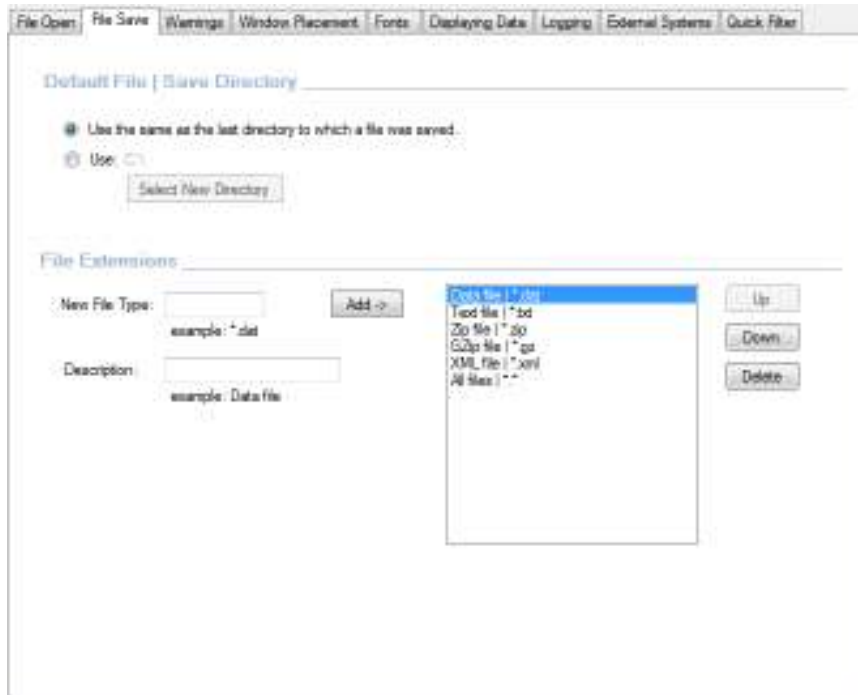 File Open File Save Warnings Window Placement Fonts Displaying Data Logging External Systems Quick Filter
Default File | Save Directory
Use the same as the last directory to which a file was saved.
Use: C:\
Select New Directory
File Extensions
New File Type:
Add ->
example: *.dat
Description:
example: Data file
Data file | *.dat
Text file | *.txt
Zip file | *.zip
GZip file | *.gz
XML file | *.xml
All files | *.*
Up
Down
Delete